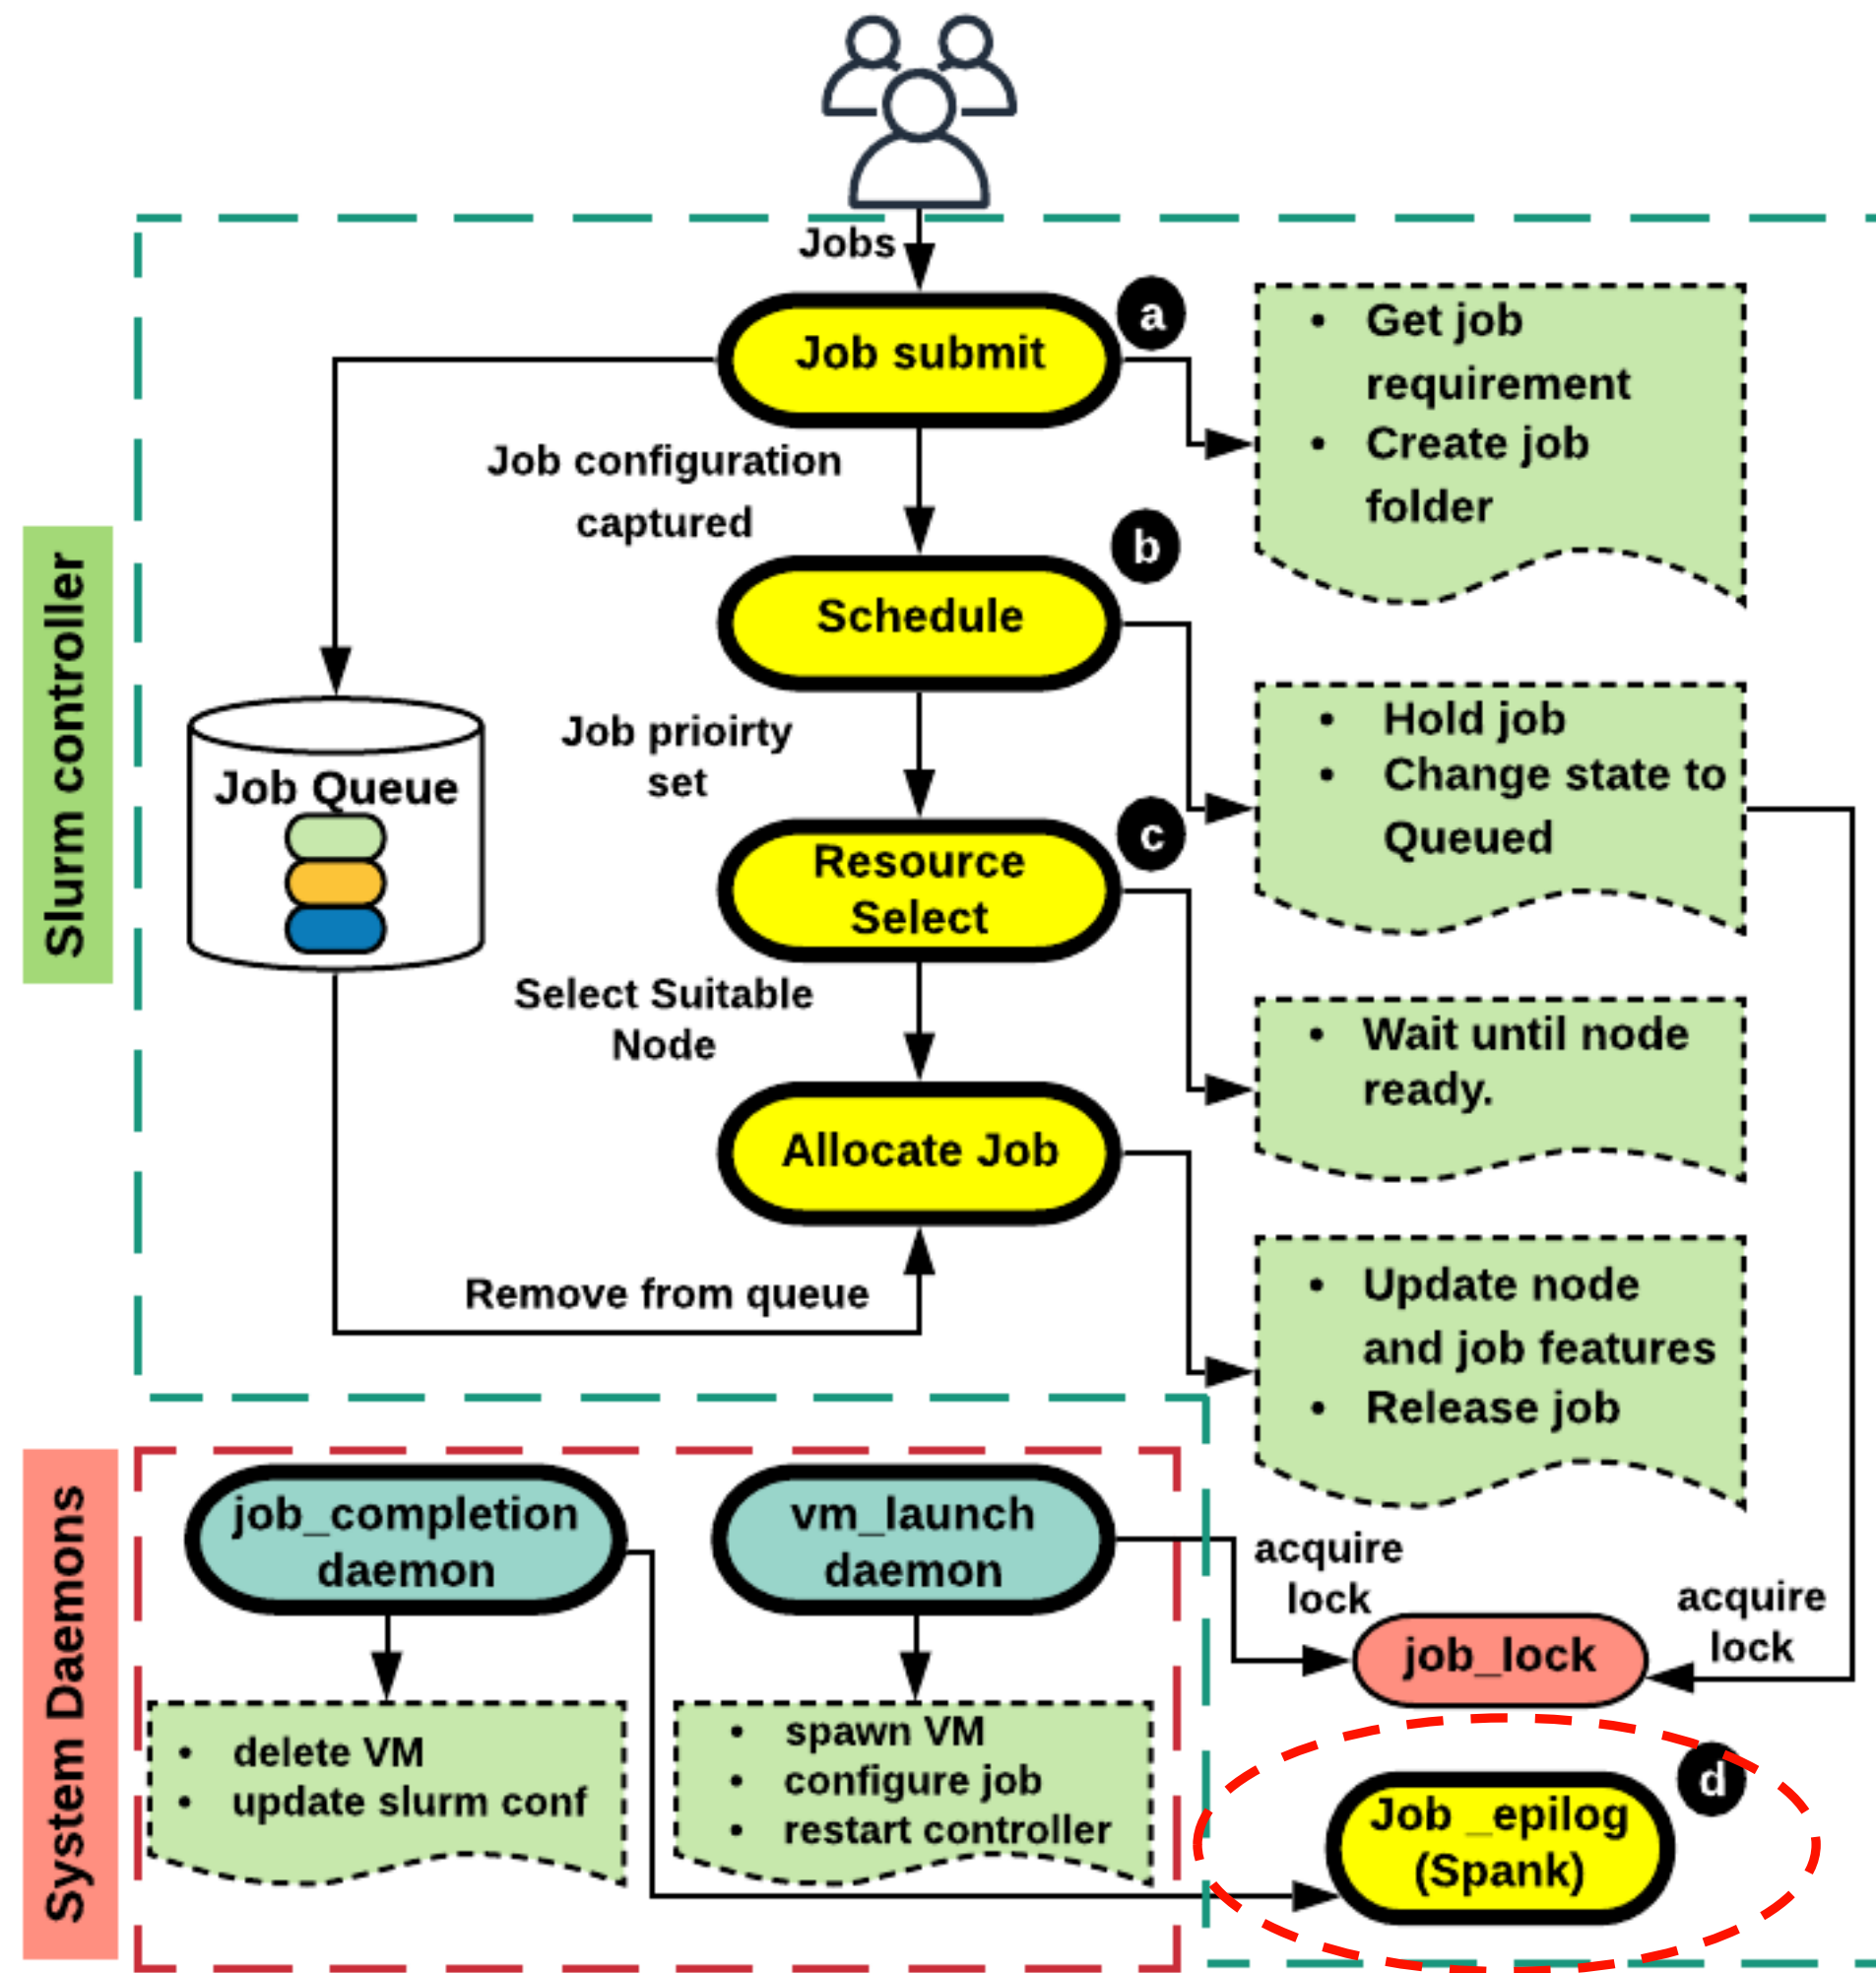 Jobs
Job submit
a
• Get job
requirement
• Create job
folder
Job configuration
captured
b
Schedule
Slurm controller
Job prioirty
set
• Hold job
• Change state to
Queued
Job Queue
c
Resource
Select
Select Suitable
Node
• Wait until node
ready.
Allocate Job
Remove from queue
• Update node
and job features
• Release job
System Daemons
job_completion
daemon
vm_launch
daemon
acquire
lock
acquire
lock
job_lock
• delete VM
• update slurm conf
• spawn VM
• configure job
• restart controller
d
Job _epilog
(Spank)